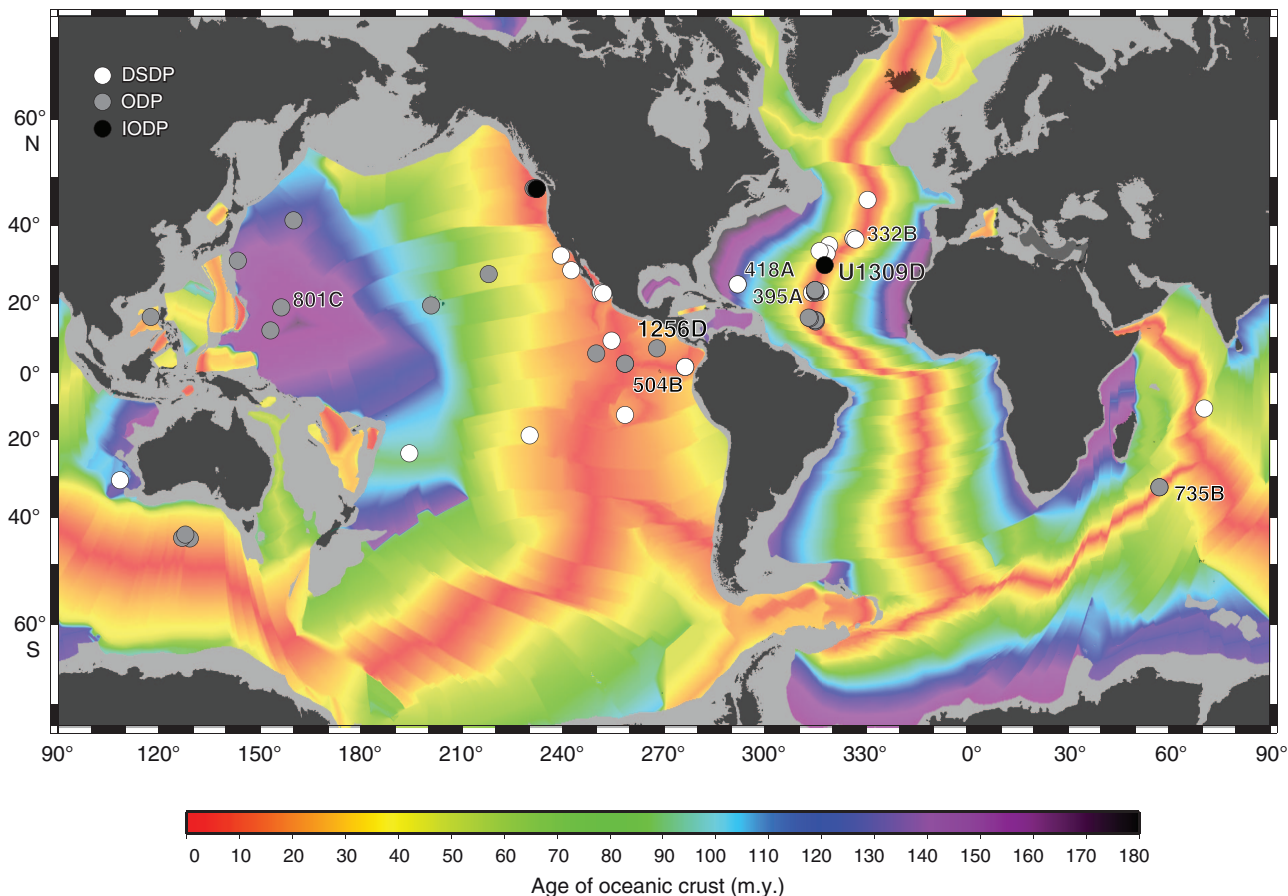 DSDP
ODP
IODP
60°
N
40°
20°
0°
20°
40°
60°
S
801C
1256D
504B
418A
395A
332B
U1309D
735B
90° 120° 150° 180° 210° 240° 270° 300° 330° 0° 30° 60° 90°
0 10 20 30 40 50 60 70 80 90 100 110 120 130 140 150 160 170 180
Age of oceanic crust (m.y.)